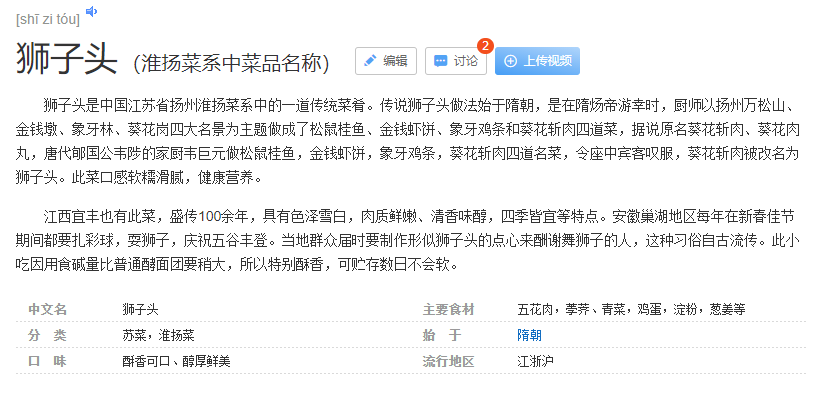 [shī zi tóu]
狮子头（淮扬菜系中菜品名称） 编辑 讨论 2 上传视频
狮子头是中国江苏省扬州淮扬菜系中的一道传统菜肴。传说狮子头做法始于隋朝，是在隋炀帝游幸时，厨师以扬州万松山、
金钱墩、象牙林、葵花岗四大名景为主题做成了松鼠桂鱼、金钱虾饼、象牙鸡条和葵花斩肉四道菜，据说原名葵花斩肉、葵花肉
丸，唐代郇国公韦陟的家厨韦巨元做松鼠桂鱼，金钱虾饼，象牙鸡条，葵花斩肉四道名菜，令座中宾客叹服，葵花斩肉被改名为
狮子头。此菜口感软糯滑腻，健康营养。
江西宜丰也有此菜，盛传100余年，具有色泽雪白，肉质鲜嫩、清香味醇，四季皆宜等特点。安徽巢湖地区每年在新春佳节
期间都要扎彩球，耍狮子，庆祝五谷丰登。当地群众届时要制作形似狮子头的点心来酬谢舞狮子的人，这种习俗自古流传。此小
吃因用食碱量比普通酵面团要稍大，所以特别酥香，可贮存数日不会软。
中文名 狮子头 主要食材 五花肉，荸荠、青菜，鸡蛋，淀粉，葱姜等
分 类 苏菜，淮扬菜 始 于 隋朝
口 味 酥香可口、醇厚鲜美 流行地区 江浙沪